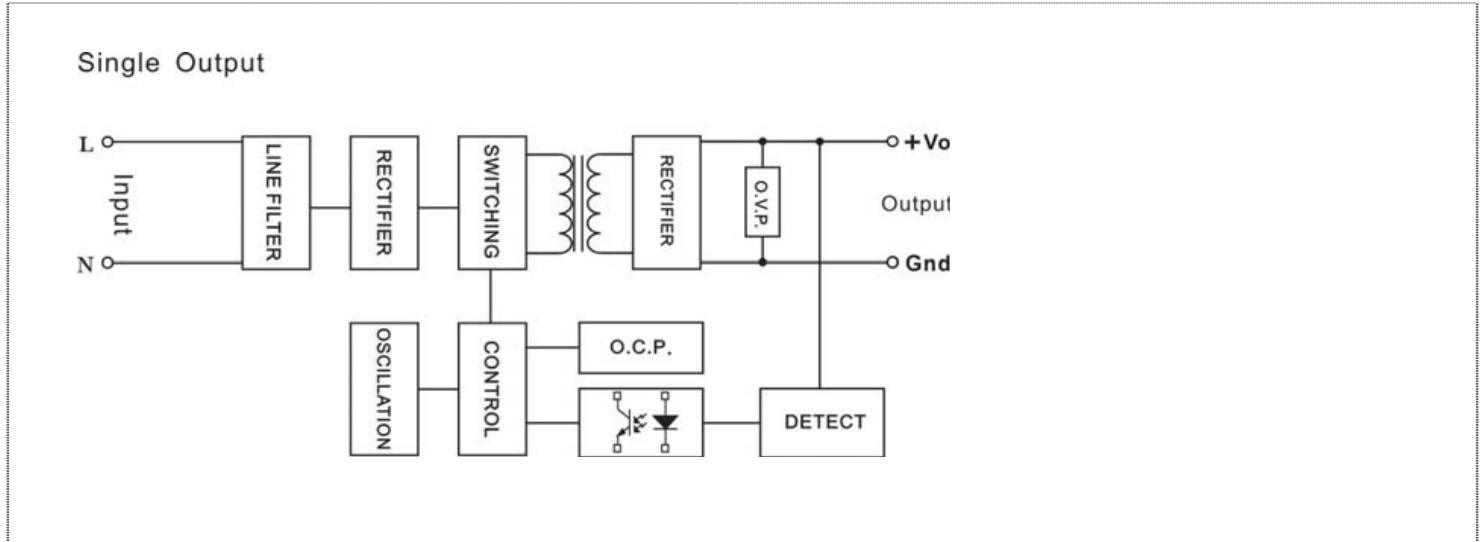 Single Output
L
Input
N
LINE FILTER
RECTIFIER
SWITCHING
RECTIFIER
O.V.P.
+Vo
Output
Gnd
OSCILLATION
CONTROL
O.C.P.
DETECT